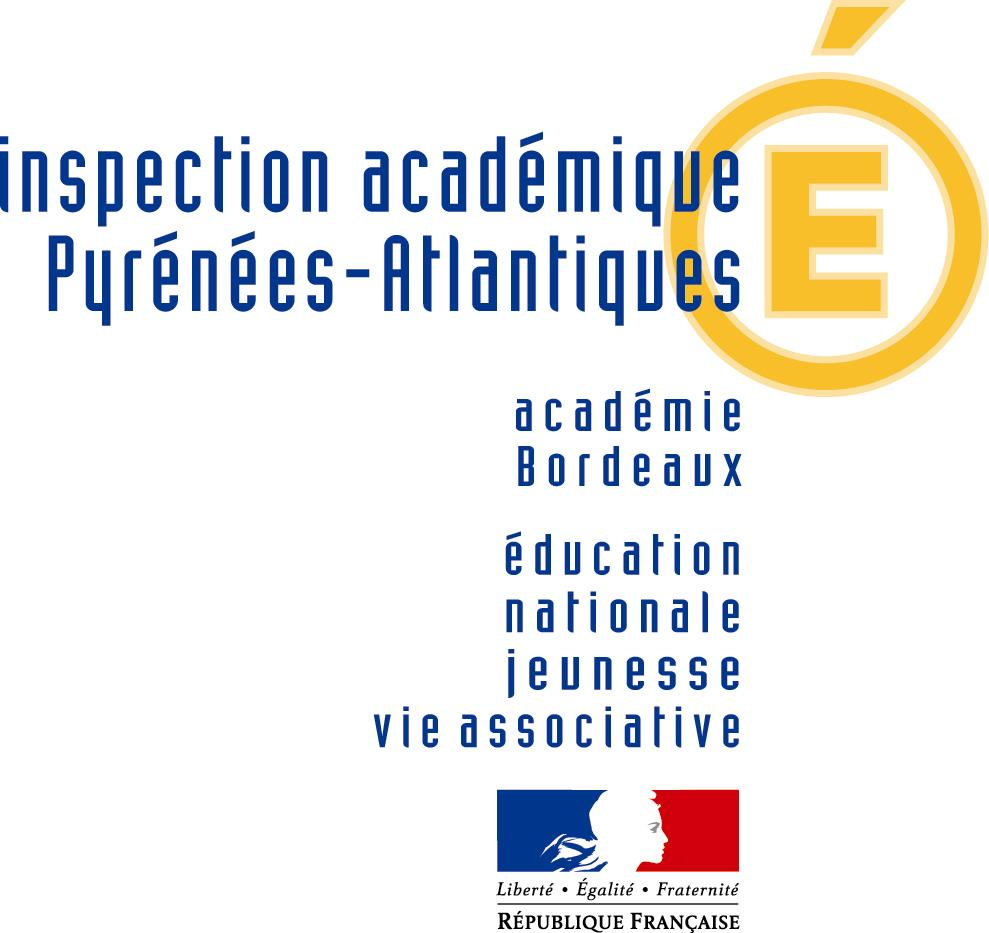 É
inspection académique
Pyrénées-Atlantiques
académie
Bordeaux
éducation
nationale
jeunesse
vie associative
Liberté • Égalité • Fraternité
RÉPUBLIQUE FRANÇAISE